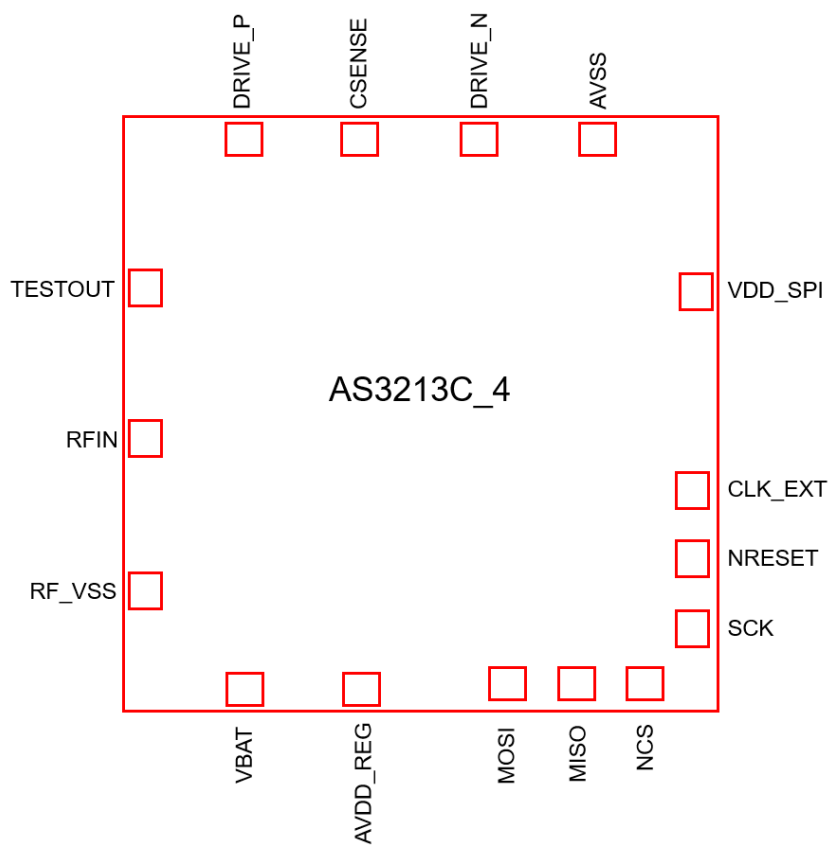 DRIVE_P
CSENSE
DRIVE_N
AVSS
TESTOUT
VDD_SPI
AS3213C_4
RFIN
CLK_EXT
NRESET
RF_VSS
SCK
VBAT
AVDD_REG
MOSI
MISO
NCS